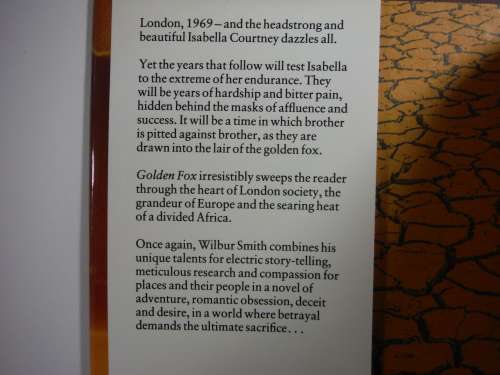 London, 1969—and the headstrong and
beautiful Isabella Courtney dazzles all.
Yet the years that follow will test Isabella
to the extreme of her endurance. They
will be years of hardship and bitter pain,
hidden behind the masks of affluence and
success. It will be a time in which brother
is pitted against brother, as they are
drawn into the lair of the golden fox.
Golden Fox irresistibly sweeps the reader
through the heart of London society, the
grandeur of Europe and the searing heat
of a divided Africa.
Once again, Wilbur Smith combines his
unique talents for electric story-telling,
meticulous research and compassion for
places and their people in a novel of
adventure, romantic obsession, deceit
and desire, in a world where betrayal
demands the ultimate sacrifice...